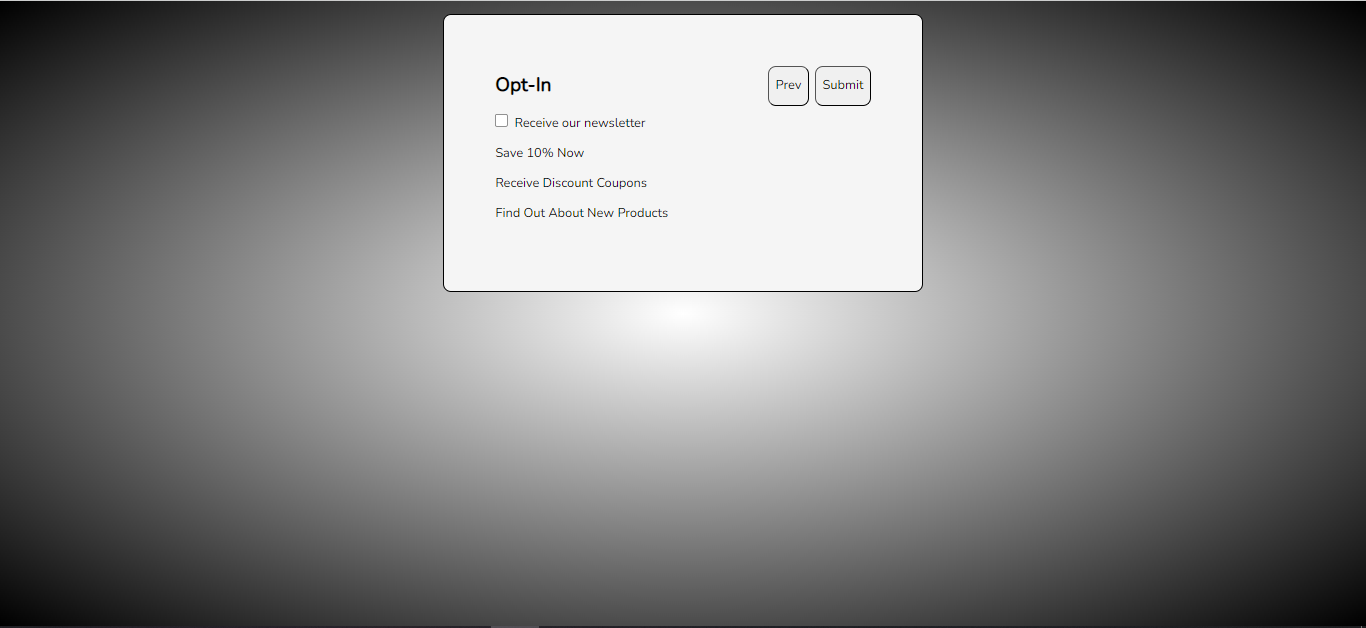 Opt-In
Prev Submit
Receive our newsletter
Save 10% Now
Receive Discount Coupons
Find Out About New Products